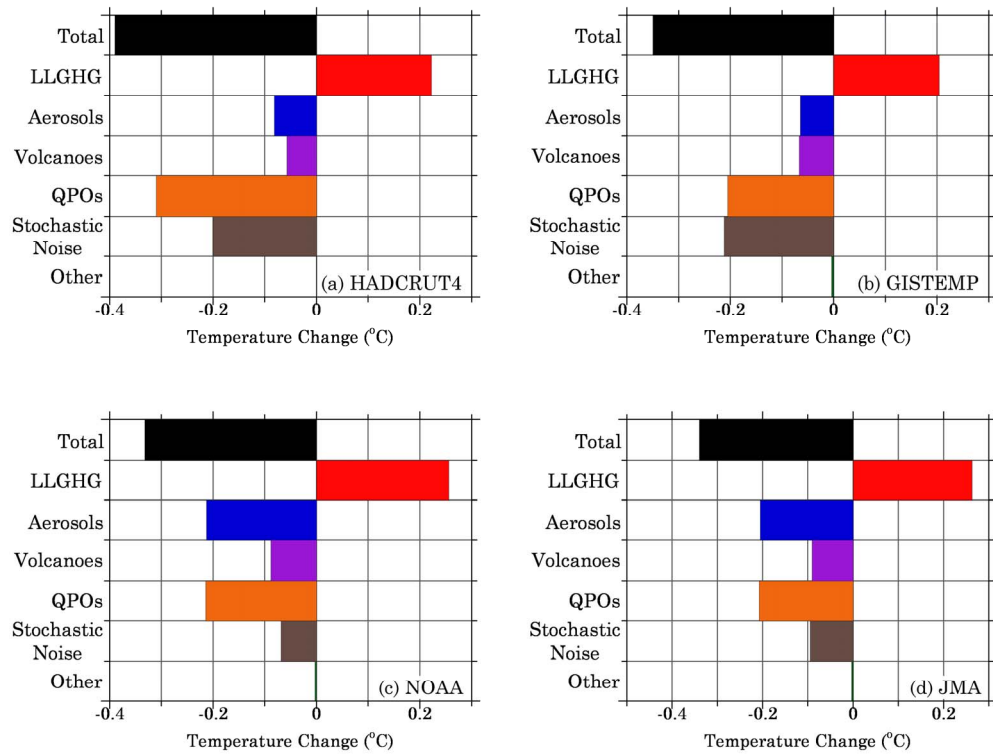 Total
LLGHG
Aerosols
Volcanoes
QPOs
Stochastic
Noise
Other
(a) HADCRUT4
-0.4 -0.2 0 0.2
Temperature Change (°C)
Total
LLGHG
Aerosols
Volcanoes
QPOs
Stochastic
Noise
Other
(b) GISTEMP
-0.4 -0.2 0 0.2
Temperature Change (°C)
Total
LLGHG
Aerosols
Volcanoes
QPOs
Stochastic
Noise
Other
(c) NOAA
-0.4 -0.2 0 0.2
Temperature Change (°C)
Total
LLGHG
Aerosols
Volcanoes
QPOs
Stochastic
Noise
Other
(d) JMA
-0.4 -0.2 0 0.2
Temperature Change (°C)